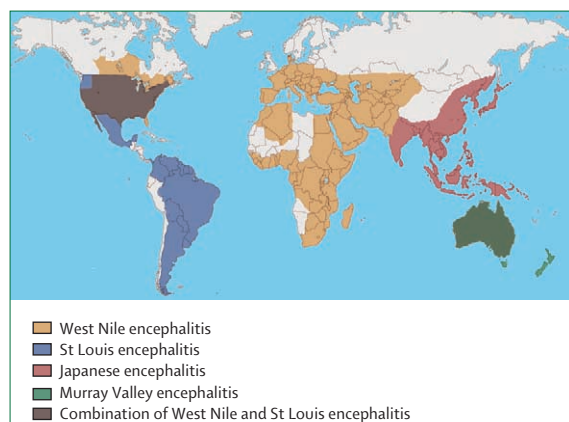 West Nile encephalitis
St Louis encephalitis
Japanese encephalitis
Murray Valley encephalitis
Combination of West Nile and St Louis encephalitis